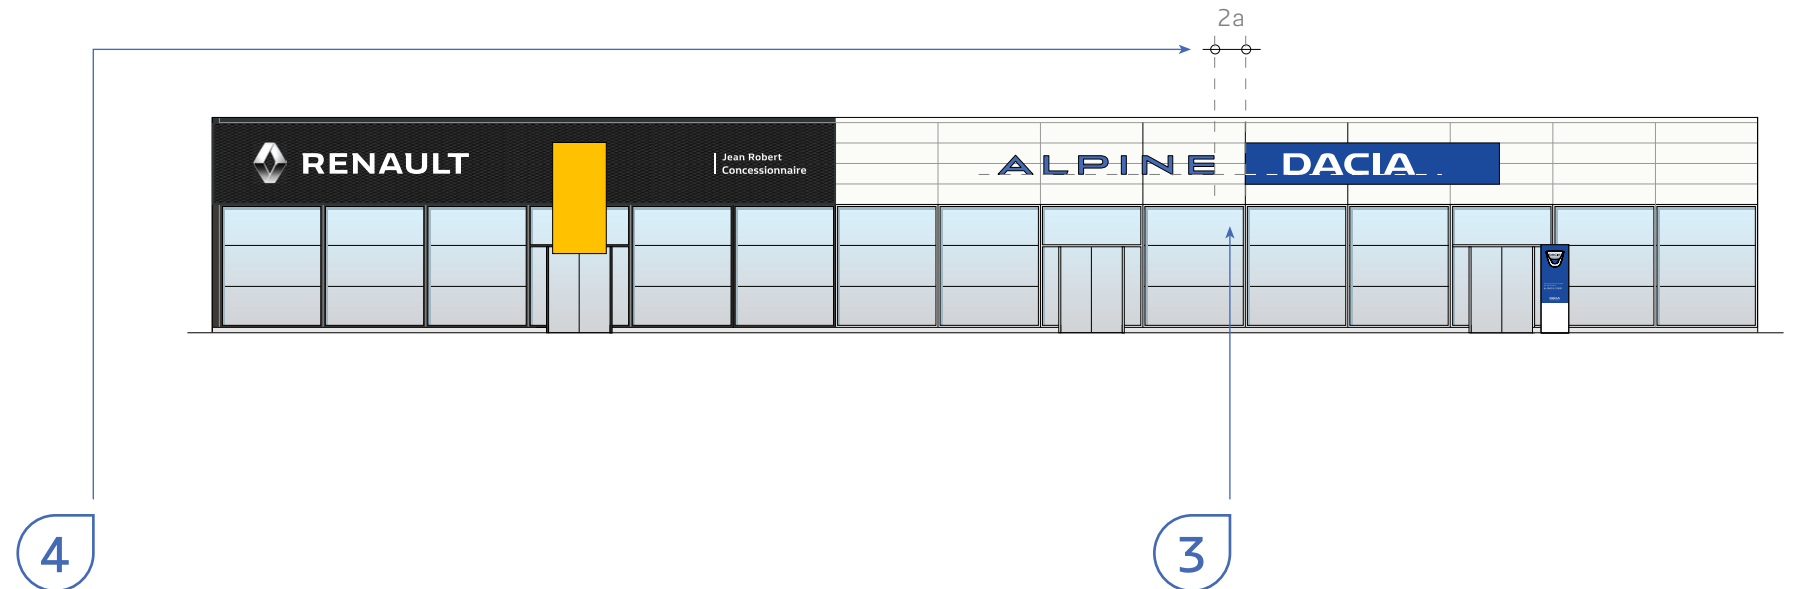 2a
RENAULT
Jean Robert
Concessionnaire
ALPINE
DACIA
4
3